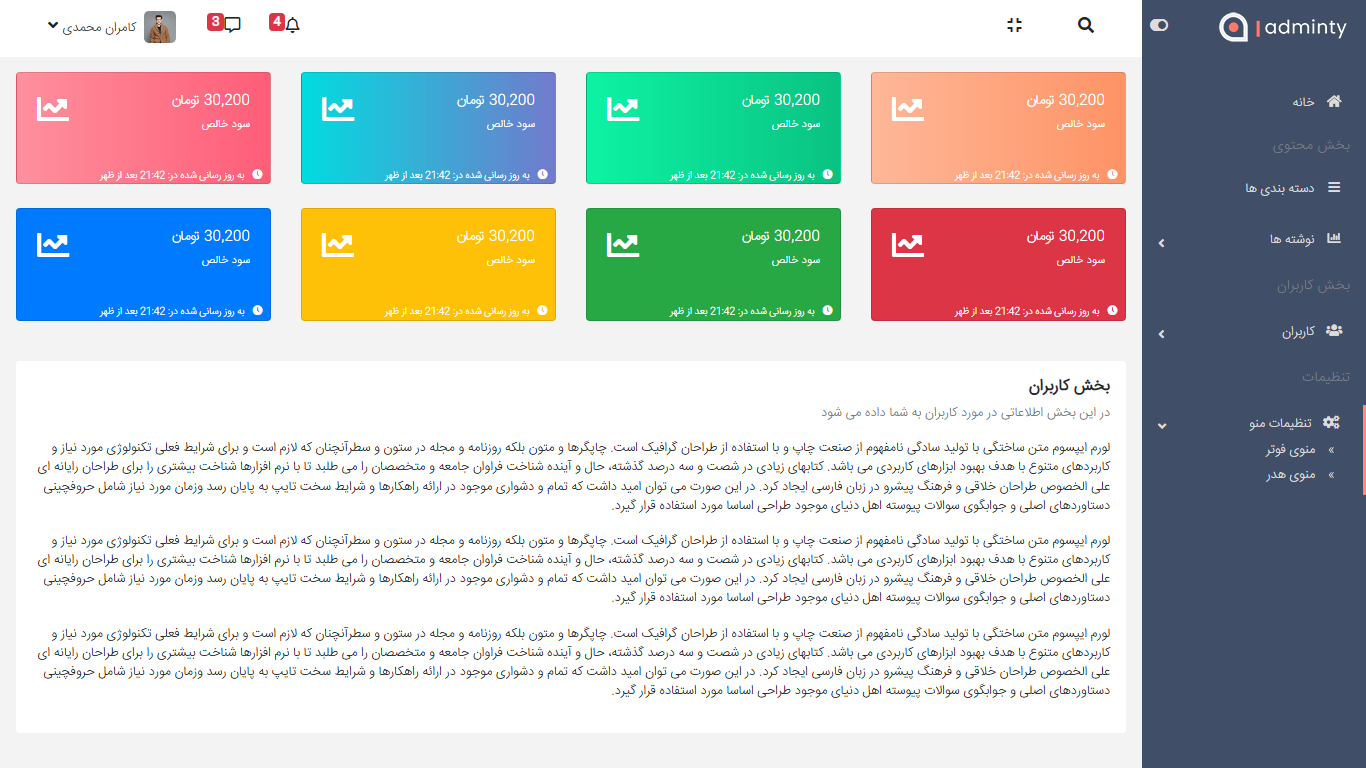 adminty
خانه
بخش محتوی
دسته بندی ها
نوشته ها
بخش کاربران
کاربران
تنظیمات
تنظیمات منو
» منوی فوتر
» منوی هدر
4
3
کامران محمدی
30,200 تومان
سود خالص
به روز رسانی شده در: 21:42 بعد از ظهر
30,200 تومان
سود خالص
به روز رسانی شده در: 21:42 بعد از ظهر
30,200 تومان
سود خالص
به روز رسانی شده در: 21:42 بعد از ظهر
30,200 تومان
سود خالص
به روز رسانی شده در: 21:42 بعد از ظهر
30,200 تومان
سود خالص
به روز رسانی شده در: 21:42 بعد از ظهر
30,200 تومان
سود خالص
به روز رسانی شده در: 21:42 بعد از ظهر
30,200 تومان
سود خالص
به روز رسانی شده در: 21:42 بعد از ظهر
30,200 تومان
سود خالص
به روز رسانی شده در: 21:42 بعد از ظهر
بخش کاربران
در این بخش اطلاعاتی در مورد کاربران به شما داده می شود
لورم ایپسوم متن ساختگی با تولید سادگی نامفهوم از صنعت چاپ و با استفاده از طراحان گرافیک است. چاپگرها و متون بلکه روزنامه و مجله در ستون و سطرآنچنان که لازم است و برای شرایط فعلی تکنولوژی مورد نیاز و
کاربردهای متنوع با هدف بهبود ابزارهای کاربردی می باشد. کتابهای زیادی در شصت و سه درصد گذشته، حال و آینده شناخت فراوان جامعه و متخصصان را می طلبد تا با نرم افزارها شناخت بیشتری را برای طراحان رایانه ای
علی الخصوص طراحان خلاقی و فرهنگ پیشرو در زبان فارسی ایجاد کرد. در این صورت می توان امید داشت که تمام و دشواری موجود در ارائه راهکارها و شرایط سخت تایپ به پایان رسد وزمان مورد نیاز شامل حروفچینی
دستاوردهای اصلی و جوابگوی سوالات پیوسته اهل دنیای موجود طراحی اساسا مورد استفاده قرار گیرد.
لورم ایپسوم متن ساختگی با تولید سادگی نامفهوم از صنعت چاپ و با استفاده از طراحان گرافیک است. چاپگرها و متون بلکه روزنامه و مجله در ستون و سطرآنچنان که لازم است و برای شرایط فعلی تکنولوژی مورد نیاز و
کاربردهای متنوع با هدف بهبود ابزارهای کاربردی می باشد. کتابهای زیادی در شصت و سه درصد گذشته، حال و آینده شناخت فراوان جامعه و متخصصان را می طلبد تا با نرم افزارها شناخت بیشتری را برای طراحان رایانه ای
علی الخصوص طراحان خلاقی و فرهنگ پیشرو در زبان فارسی ایجاد کرد. در این صورت می توان امید داشت که تمام و دشواری موجود در ارائه راهکارها و شرایط سخت تایپ به پایان رسد وزمان مورد نیاز شامل حروفچینی
دستاوردهای اصلی و جوابگوی سوالات پیوسته اهل دنیای موجود طراحی اساسا مورد استفاده قرار گیرد.
لورم ایپسوم متن ساختگی با تولید سادگی نامفهوم از صنعت چاپ و با استفاده از طراحان گرافیک است. چاپگرها و متون بلکه روزنامه و مجله در ستون و سطرآنچنان که لازم است و برای شرایط فعلی تکنولوژی مورد نیاز و
کاربردهای متنوع با هدف بهبود ابزارهای کاربردی می باشد. کتابهای زیادی در شصت و سه درصد گذشته، حال و آینده شناخت فراوان جامعه و متخصصان را می طلبد تا با نرم افزارها شناخت بیشتری را برای طراحان رایانه ای
علی الخصوص طراحان خلاقی و فرهنگ پیشرو در زبان فارسی ایجاد کرد. در این صورت می توان امید داشت که تمام و دشواری موجود در ارائه راهکارها و شرایط سخت تایپ به پایان رسد وزمان مورد نیاز شامل حروفچینی
دستاوردهای اصلی و جوابگوی سوالات پیوسته اهل دنیای موجود طراحی اساسا مورد استفاده قرار گیرد.